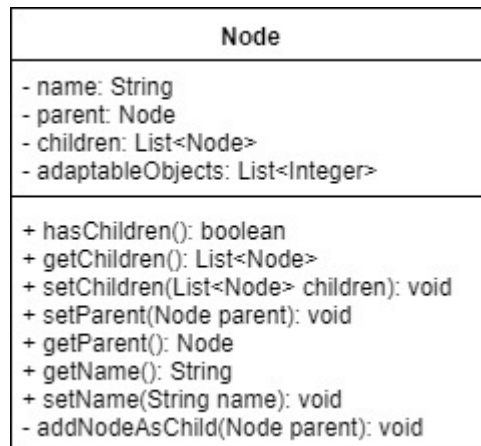 Node
- name: String
- parent: Node
- children: List<Node>
- adaptableObjects: List<Integer>
+ hasChildren(): boolean
+ getChildren(): List<Node>
+ setChildren(List<Node> children): void
+ setParent(Node parent): void
+ getParent(): Node
+ getName(): String
+ setName(String name): void
- addNodeAsChild(Node parent): void